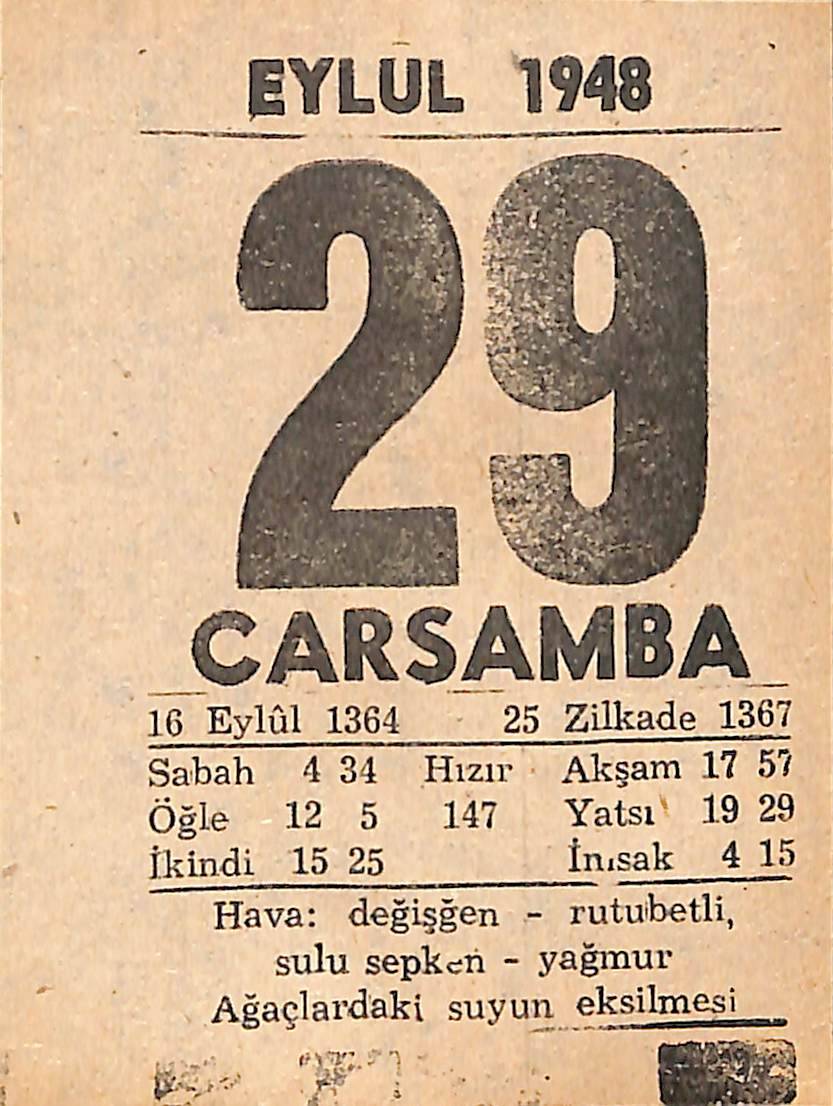 EYLUL 1948
29
ÇARŞAMBA
16 Eylûl 1364 25 Zilkade 1367
Sabah 4 34 Hızır Akşam 17 57
Öğle 12 5 147 Yatsı 19 29
İkindi 15 25 İmsak 4 15
Hava: değişğen - rutubetli,
sulu sepken - yağmur
Ağaçlardaki suyun eksilmesi